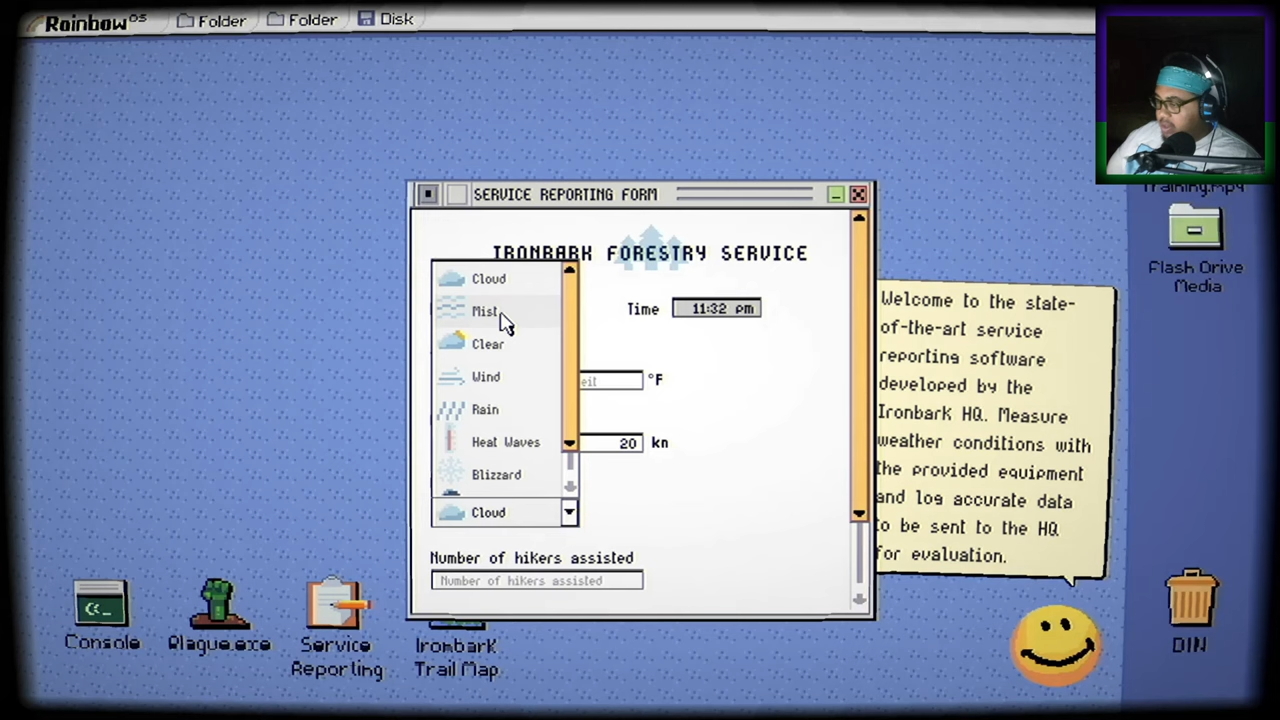 Rainbow OS
Folder
Folder
Disk
Training.mp4
Flash Drive
Media
SERVICE REPORTING FORM
IRONBARK FORESTRY SERVICE
Time
11:32 pm
Cloud
Mist
Clear
Wind
Rain
Heat Waves
Blizzard
Cloud
°F
20 kn
Number of hikers assisted
Number of hikers assisted
Welcome to the state-
of-the-art service
reporting software
developed by the
Ironbark HQ. Measure
weather conditions with
the provided equipment
and log accurate data
to be sent to the HQ
for evaluation.
Console
Plague.exe
Service
Reporting
Ironbark
Trail Map
DIN